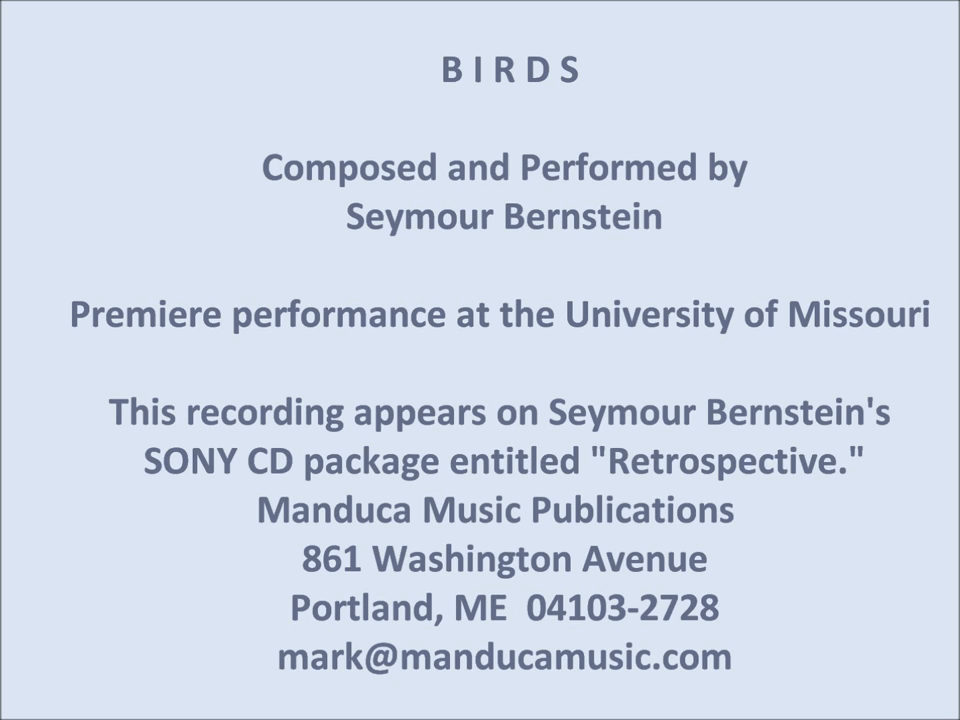 B I R D S
Composed and Performed by
Seymour Bernstein
Premiere performance at the University of Missouri
This recording appears on Seymour Bernstein's
SONY CD package entitled "Retrospective."
Manduca Music Publications
861 Washington Avenue
Portland, ME  04103-2728
mark@manducamusic.com